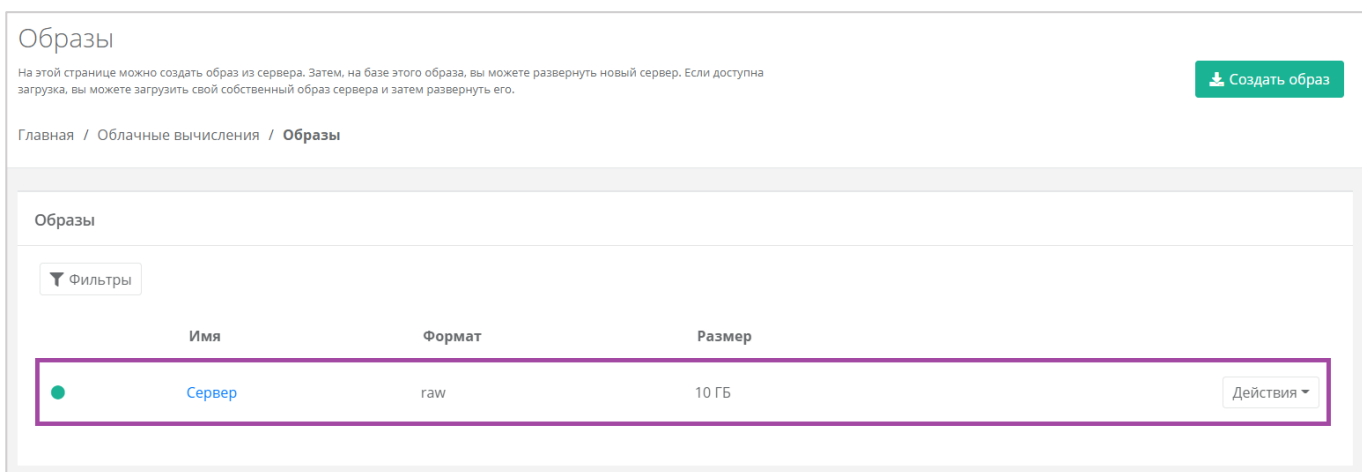 Образы
На этой странице можно создать образ из сервера. Затем, на базе этого образа, вы можете развернуть новый сервер. Если доступна
загрузка, вы можете загрузить свой собственный образ сервера и затем развернуть его.
Создать образ
Главная / Облачные вычисления / Образы
Образы
Фильтры
Имя Формат Размер
Сервер raw 10 ГБ Действия